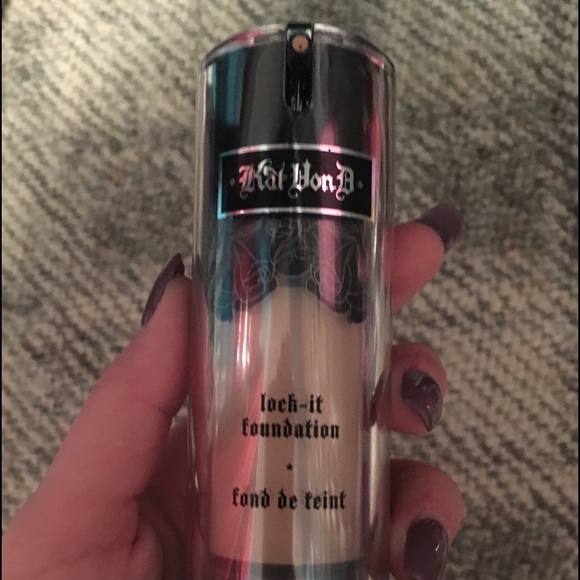 Kat Von D
lock-it
foundation
fond de teint